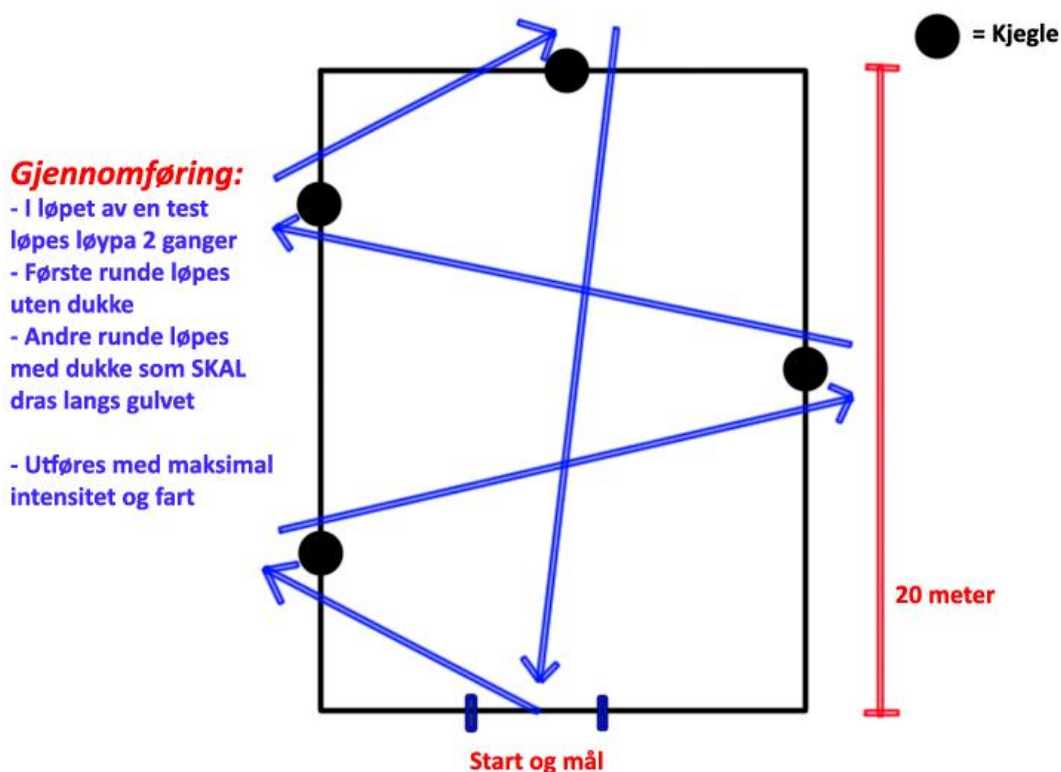 = Kjegle
Gjennomføring:
- I løpet av en test
løpes løypa 2 ganger
- Første runde løpes
uten dukke
- Andre runde løpes
med dukke som SKAL
dras langs gulvet
- Utføres med maksimal
intensitet og fart
20 meter
Start og mål